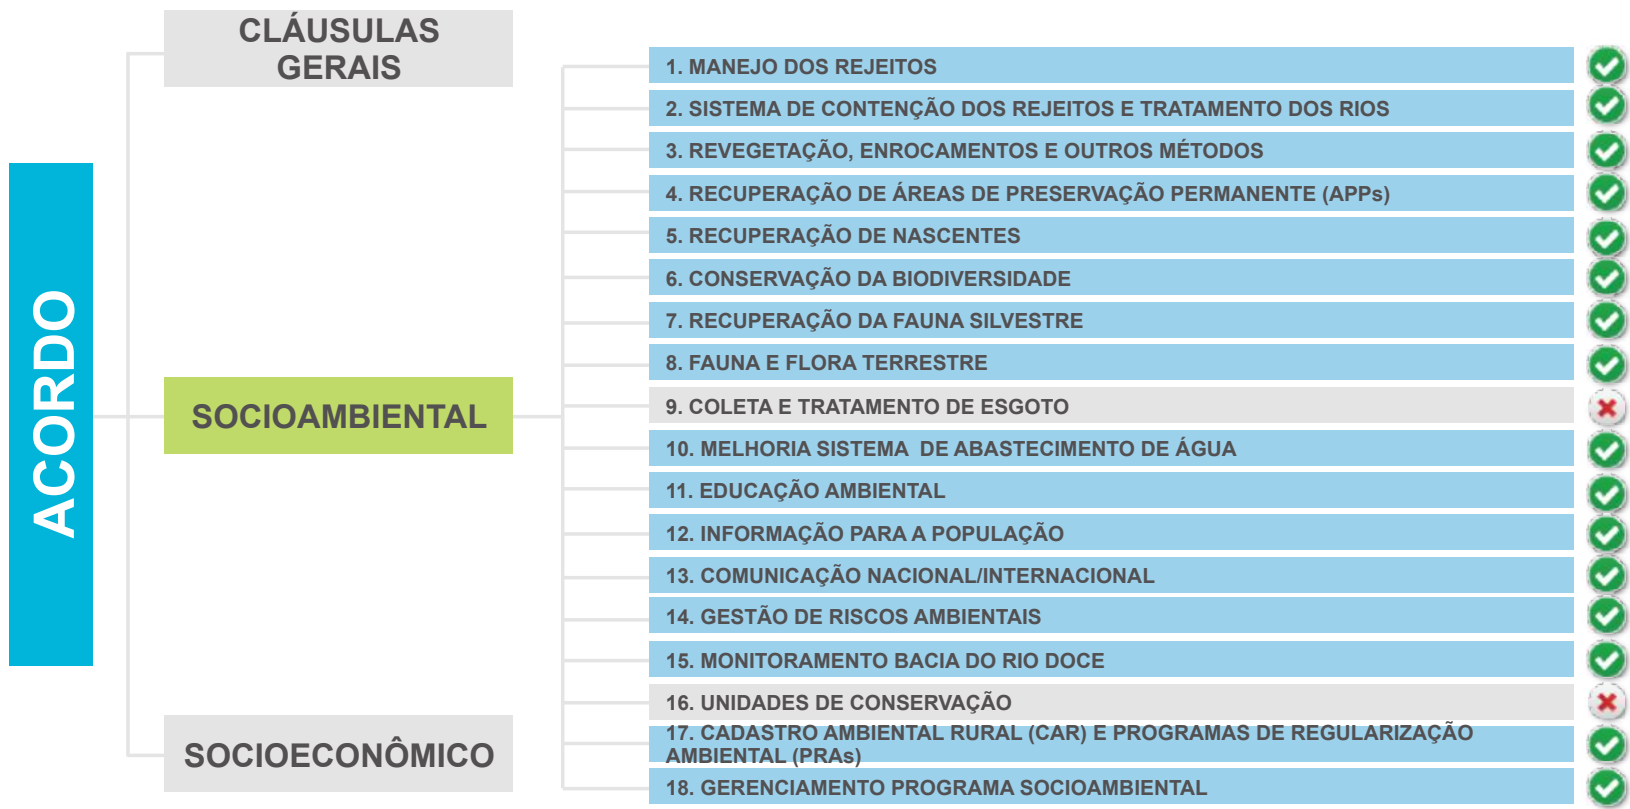 ACORDO
CLÁUSULAS
GERAIS
SOCIOAMBIENTAL
SOCIOECONÔMICO
1. MANEJO DOS REJEITOS
2. SISTEMA DE CONTENÇÃO DOS REJEITOS E TRATAMENTO DOS RIOS
3. REVEGETAÇÃO, ENROCAMENTOS E OUTROS MÉTODOS
4. RECUPERAÇÃO DE ÁREAS DE PRESERVAÇÃO PERMANENTE (APPs)
5. RECUPERAÇÃO DE NASCENTES
6. CONSERVAÇÃO DA BIODIVERSIDADE
7. RECUPERAÇÃO DA FAUNA SILVESTRE
8. FAUNA E FLORA TERRESTRE
9. COLETA E TRATAMENTO DE ESGOTO
10. MELHORIA SISTEMA DE ABASTECIMENTO DE ÁGUA
11. EDUCAÇÃO AMBIENTAL
12. INFORMAÇÃO PARA A POPULAÇÃO
13. COMUNICAÇÃO NACIONAL/INTERNACIONAL
14. GESTÃO DE RISCOS AMBIENTAIS
15. MONITORAMENTO BACIA DO RIO DOCE
16. UNIDADES DE CONSERVAÇÃO
17. CADASTRO AMBIENTAL RURAL (CAR) E PROGRAMAS DE REGULARIZAÇÃO
AMBIENTAL (PRAs)
18. GERENCIAMENTO PROGRAMA SOCIOAMBIENTAL